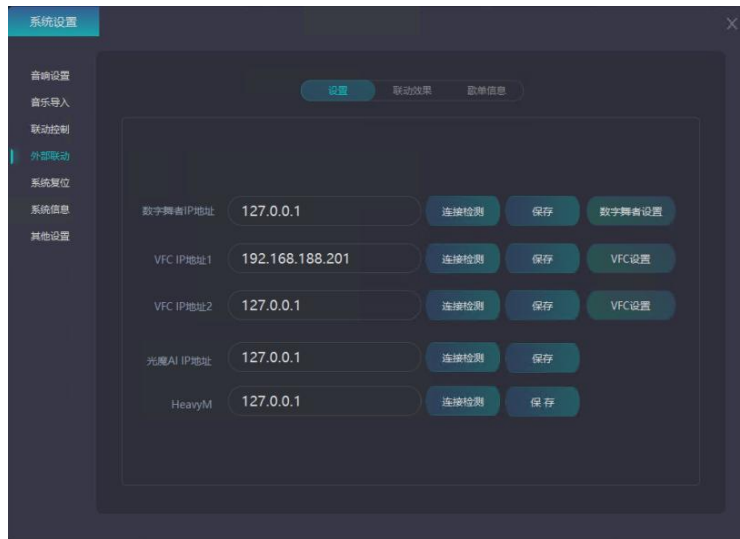 系统设置
音响设置
音乐导入
联动控制
外部联动
系统复位
系统信息
其他设置
设置 联动效果 歌单信息
数字舞者IP地址 127.0.0.1 连接检测 保存 数字舞者设置
VFC IP地址1 192.168.188.201 连接检测 保存 VFC设置
VFC IP地址2 127.0.0.1 连接检测 保存 VFC设置
光魔AI IP地址 127.0.0.1 连接检测 保存
HeavyM 127.0.0.1 连接检测 保 存